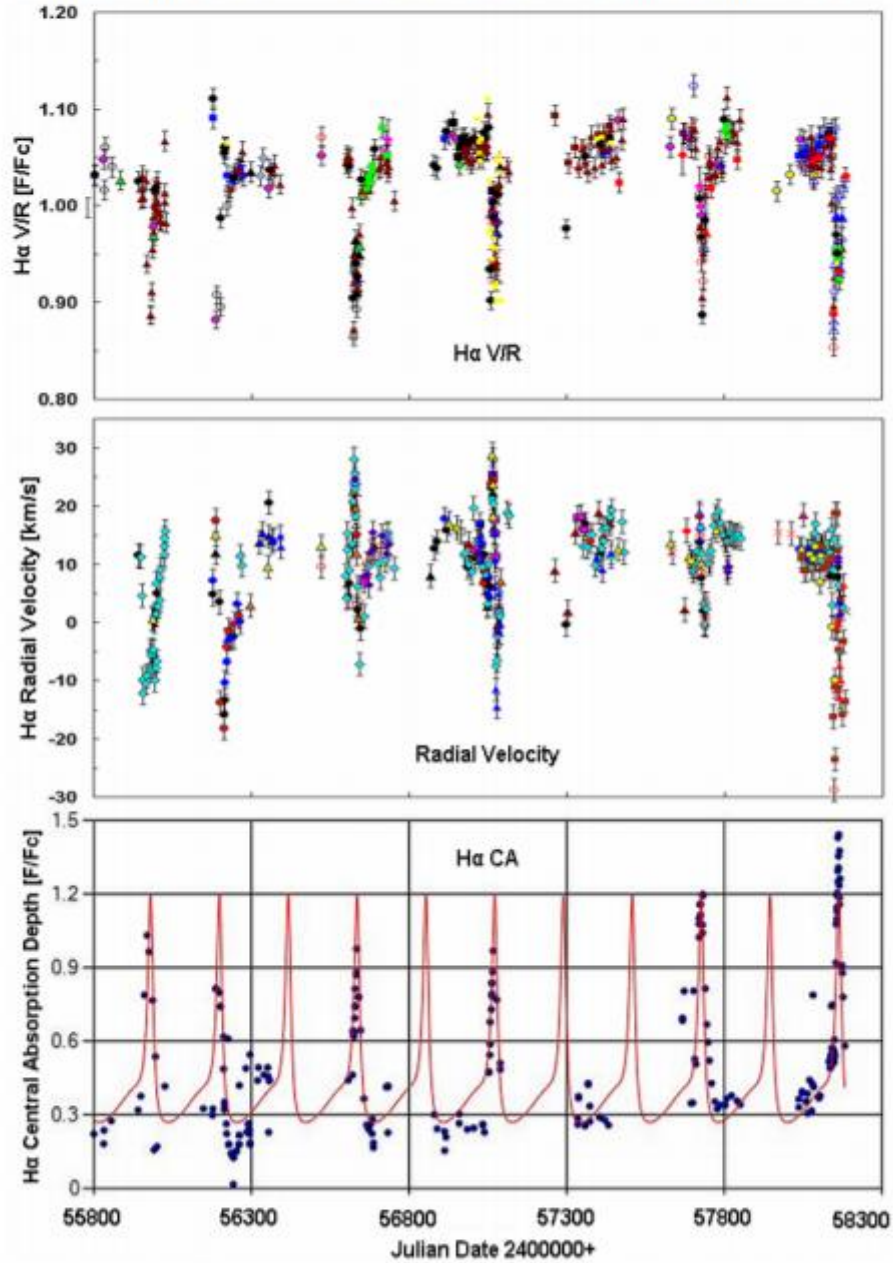 1.20
1.10
1.00
0.90
0.80
Hα V/R [F/Fc]
Hα V/R
30
20
10
0
-10
-20
-30
Hα Radial Velocity [km/s]
Radial Velocity
1.5
1.2
0.9
0.6
0.3
0
Hα Central Absorption Depth [F/Fc]
Hα CA
55800 56300 56800 57300 57800 58300
Julian Date 2400000+